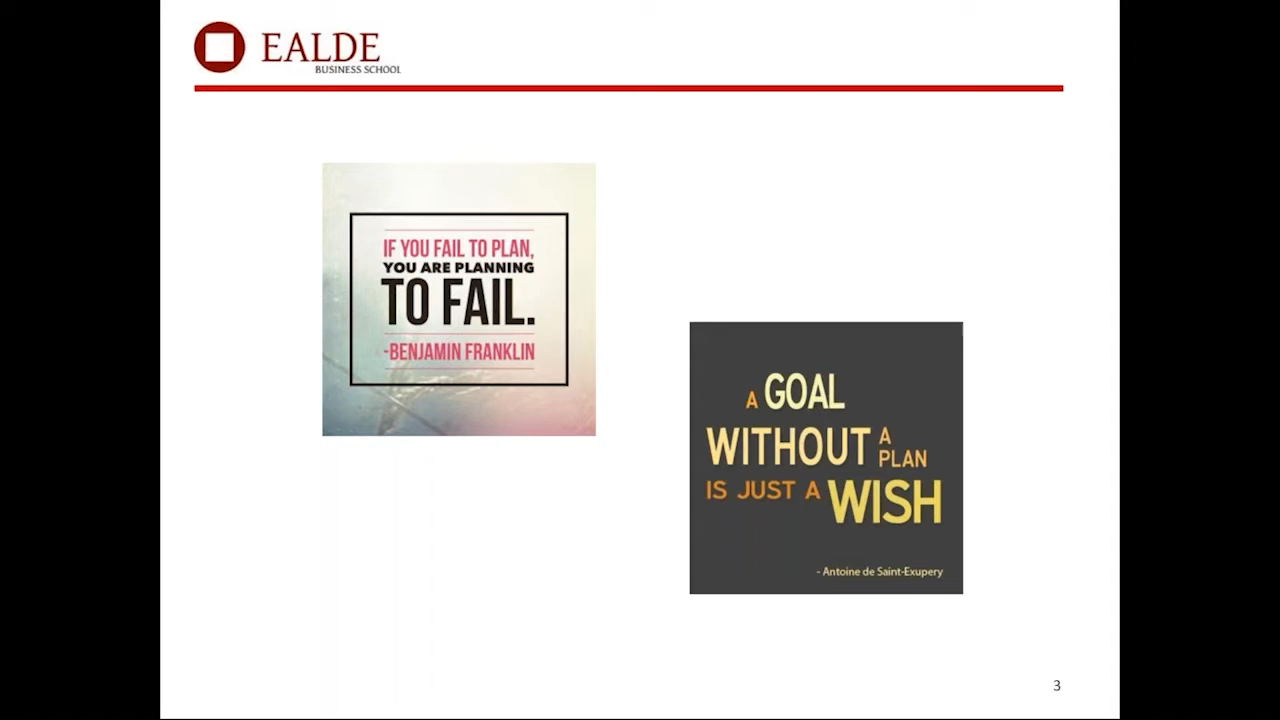 EALDE
BUSINESS SCHOOL
IF YOU FAIL TO PLAN,
YOU ARE PLANNING
TO FAIL.
-BENJAMIN FRANKLIN
A GOAL
WITHOUT A PLAN
IS JUST A WISH
- Antoine de Saint-Exupery
3